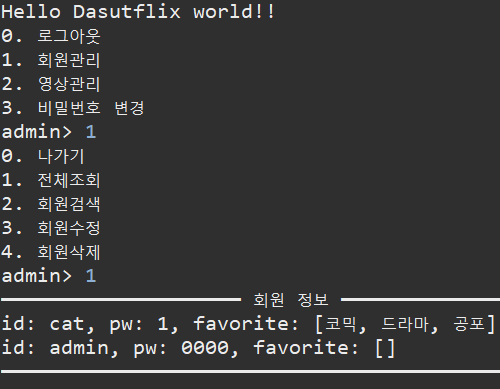 Hello Dasutflix world!!
0. 로그아웃
1. 회원관리
2. 영상관리
3. 비밀번호 변경
admin> 1
0. 나가기
1. 전체조회
2. 회원검색
3. 회원수정
4. 회원삭제
admin> 1
━━━━━━━━━━━━━━━━━━━━ 회원 정보 ━━━━━━━━━━━━━
id: cat, pw: 1, favorite: [코믹, 드라마, 공포]
id: admin, pw: 0000, favorite: []